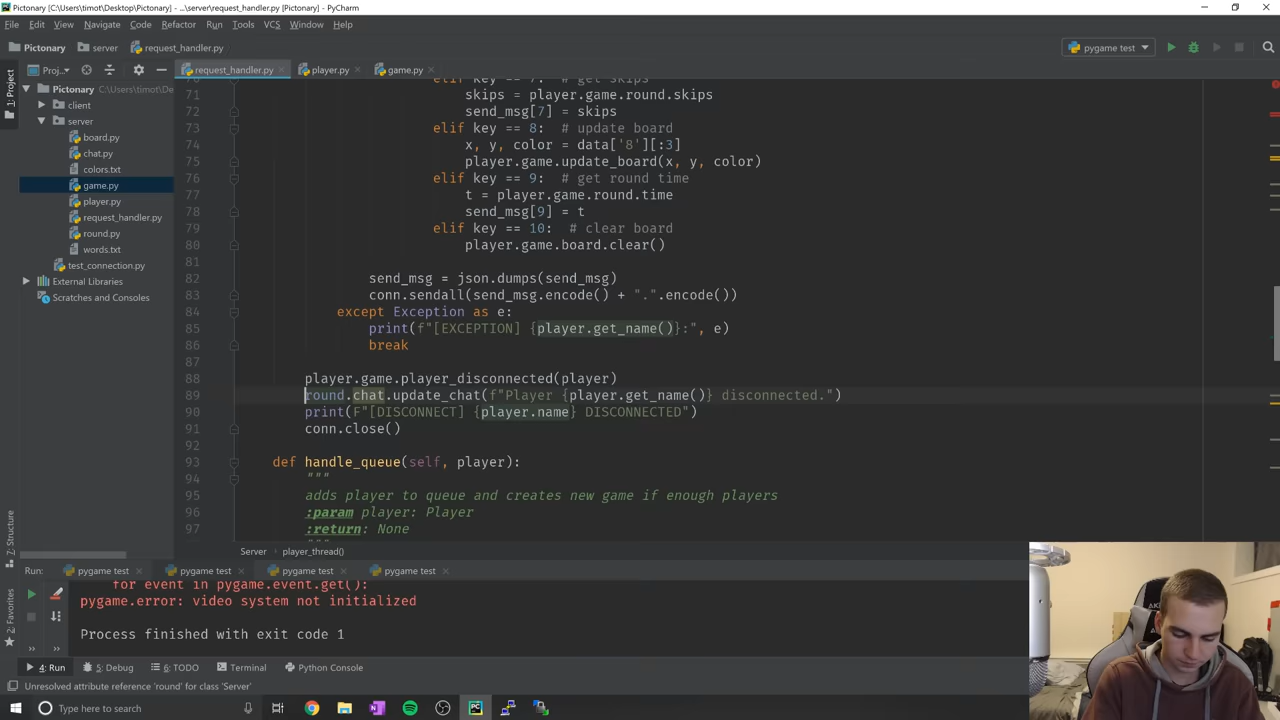 Pictonary [C:\Users\timot\Desktop\Pictonary] - ...\server\request_handler.py [Pictonary] - PyCharm
File Edit View Navigate Code Refactor Run Tools VCS Window Help
Pictonary server request_handler.py pygame test
1: Project Proj... request_handler.py player.py game.py
Pictonary C:\Users\timot\De
client
server
board.py
chat.py
colors.txt
game.py
player.py
request_handler.py
round.py
words.txt
test_connection.py
External Libraries
Scratches and Consoles
elif key == 7: # get skips
71 skips = player.game.round.skips
72 send_msg[7] = skips
73 elif key == 8: # update board
74 x, y, color = data['8'][:3]
75 player.game.update_board(x, y, color)
76 elif key == 9: # get round time
77 t = player.game.round.time
78 send_msg[9] = t
79 elif key == 10: # clear board
80 player.game.board.clear()
81
82 send_msg = json.dumps(send_msg)
83 conn.sendall(send_msg.encode() + ".".encode())
84 except Exception as e:
85 print(f"[EXCEPTION] {player.get_name()}:", e)
86 break
87
88 player.game.player_disconnected(player)
89 round.chat.update_chat(f"Player {player.get_name()} disconnected.")
90 print(F"[DISCONNECT] {player.name} DISCONNECTED")
91 conn.close()
92
93 def handle_queue(self, player):
94 """
95 adds player to queue and creates new game if enough players
96 :param player: Player
97 :return: None
"""
Server player_thread()
Z: Structure
2: Favorites
Run: pygame test pygame test pygame test pygame test
for event in pygame.event.get():
pygame.error: video system not initialized
Process finished with exit code 1
4: Run 5: Debug 6: TODO Terminal Python Console
Unresolved attribute reference 'round' for class 'Server'
Type here to search